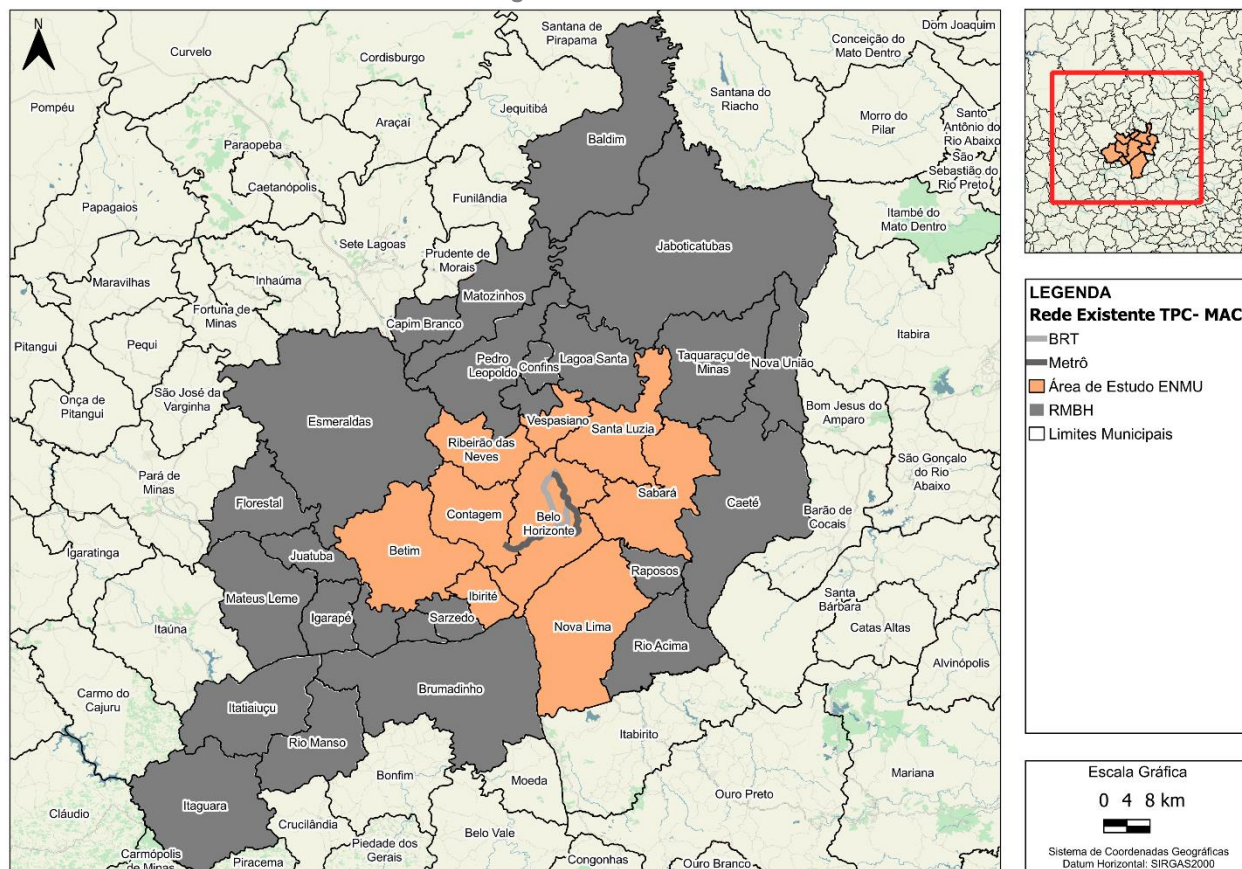 N
Curvelo
Cordisburgo
Santana de
Pirapama
Dom Joaquim
Conceição do
Mato Dentro
Pompéu
Araçaí
Jequitibá
Santana do
Riacho
Morro do
Pilar
Santo
Antônio do
Rio Abaixo
São
Sebastião do
Rio Preto
Paraopeba
Baldim
Caetanópolis
Funilândia
Papagaios
Itambé do
Mato Dentro
Sete Lagoas
Jaboticatubas
Prudente de
Morais
Maravilhas
Inhaúma
Matozinhos
Fortuna de
Minas
Capim Branco
Itabira
Pitangui
Pequi
Pedro
Leopoldo
Confins
Lagoa Santa
Taquaraçu de
Minas
Nova União
Onça de
Pitangui
São José da
Varginha
Esmeraldas
Vespasiano
Santa Luzia
Bom Jesus do
Amparo
Ribeirão das
Neves
São Gonçalo
do Rio
Abaixo
Pará de
Minas
Florestal
Contagem
Belo
Horizonte
Sabará
Caeté
Barão de
Cocais
Igaratinga
Juatuba
Betim
Raposos
Mateus Leme
Igarapé
Sarzedo
Ibirité
Santa
Bárbara
Catas Altas
Itaúna
Nova Lima
Rio Acima
Alvinópolis
Carmo do
Cajuru
Itatiaiuçu
Brumadinho
Rio Manso
Itabirito
Bonfim
Moeda
Mariana
Itaguara
Ouro Preto
Cláudio
Crucilândia
Belo Vale
Piedade dos
Gerais
Carmópolis
de Minas
Piracema
Congonhas
Ouro Branco
LEGENDA
Rede Existente TPC- MAC
BRT
Metrô
Área de Estudo ENMU
RMBH
Limites Municipais
Escala Gráfica
0 4 8 km
Sistema de Coordenadas Geográficas
Datum Horizontal: SIRGAS2000